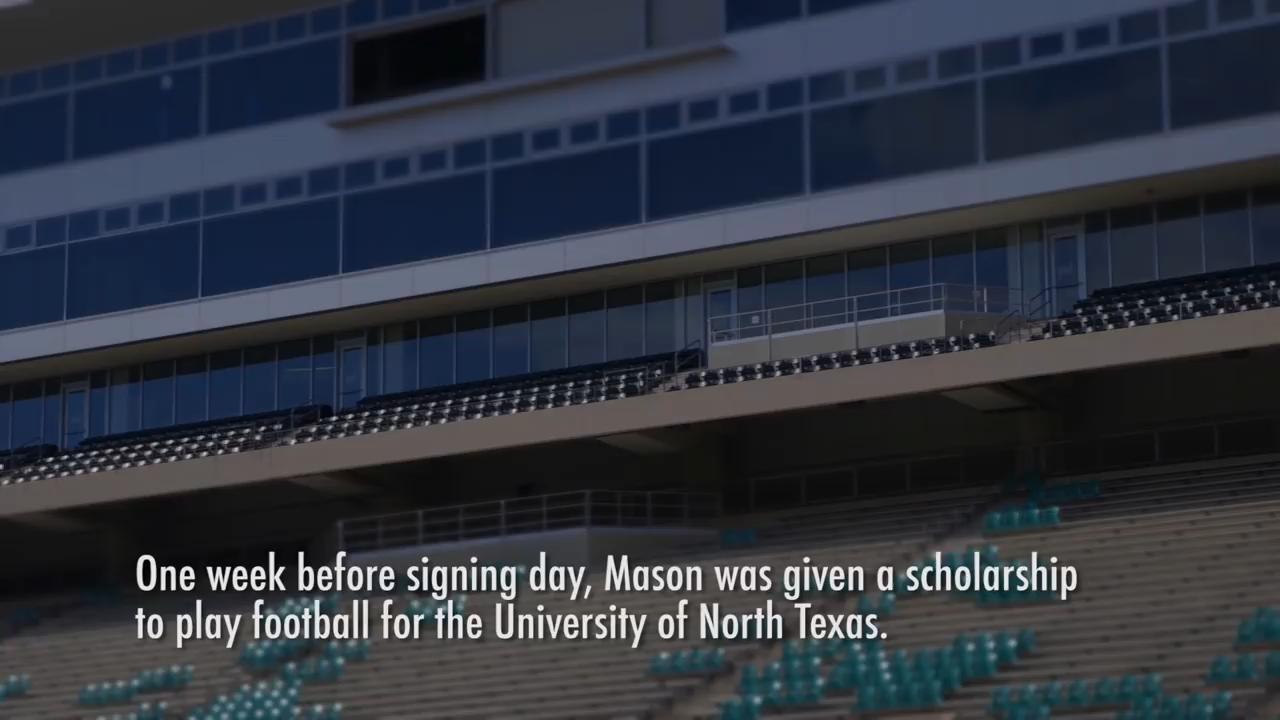 One week before signing day, Mason was given a scholarship
to play football for the University of North Texas.